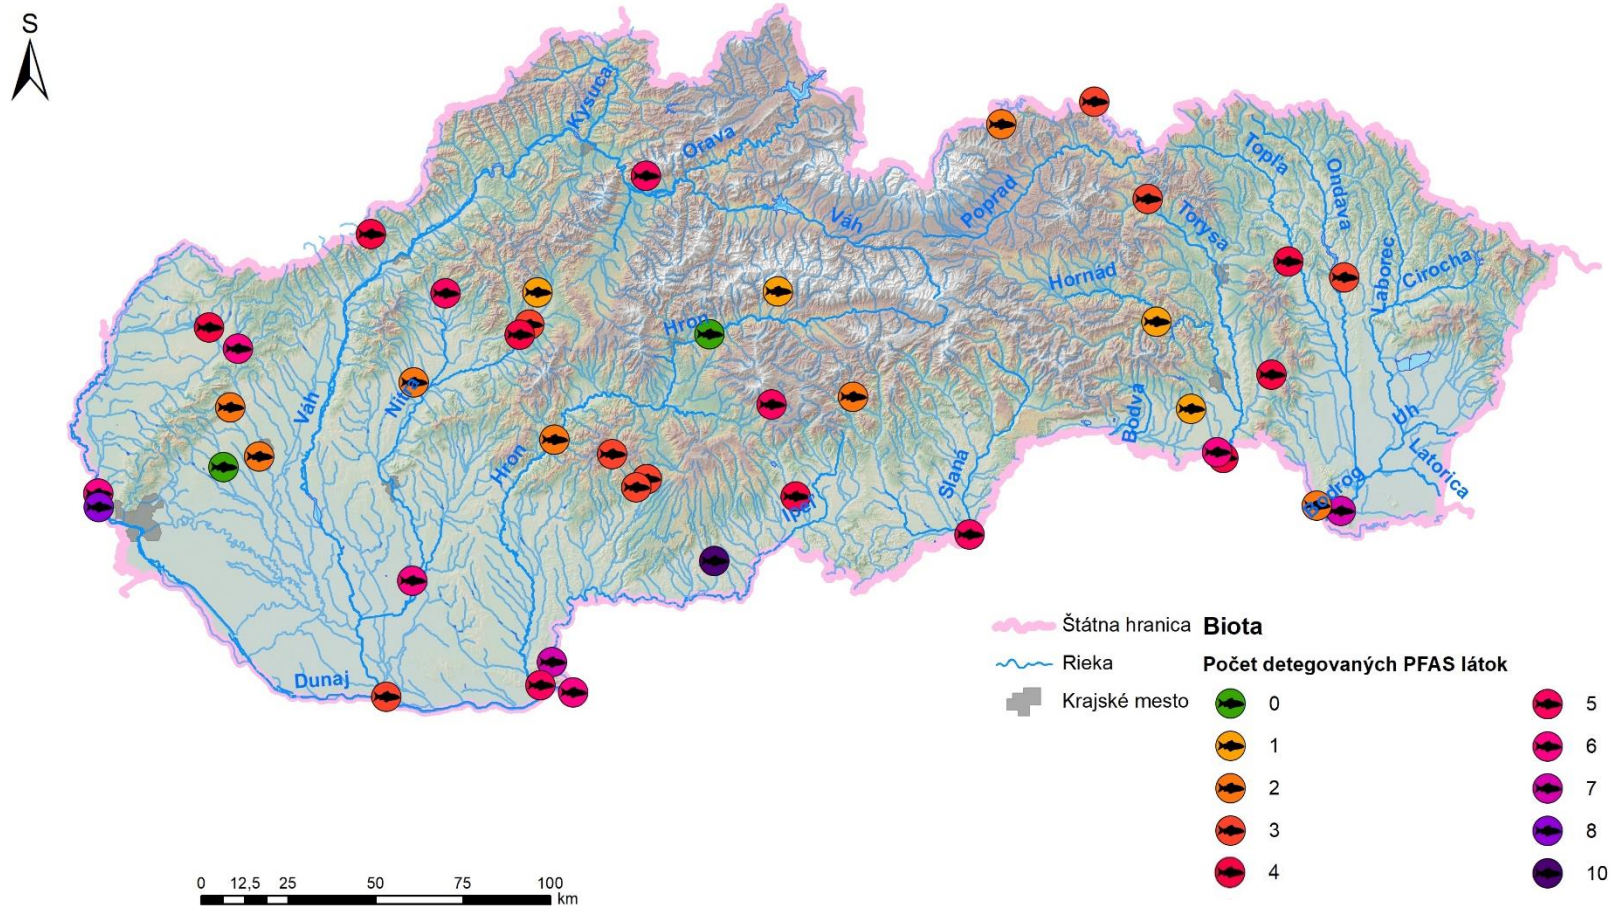 S
Kysuca
Orava
Váh
Poprad
Torysa
Topľa
Ondava
Laborec
Cirocha
Hornád
Hron
Váh
Nitra
Hron
Slaná
Bodva
Uh
Latorica
Bodrog
Ipeľ
Dunaj
Štátna hranica
Rieka
Krajské mesto
Biota
Počet detegovaných PFAS látok
0
1
2
3
4
5
6
7
8
10
0 12,5 25 50 75 100
km